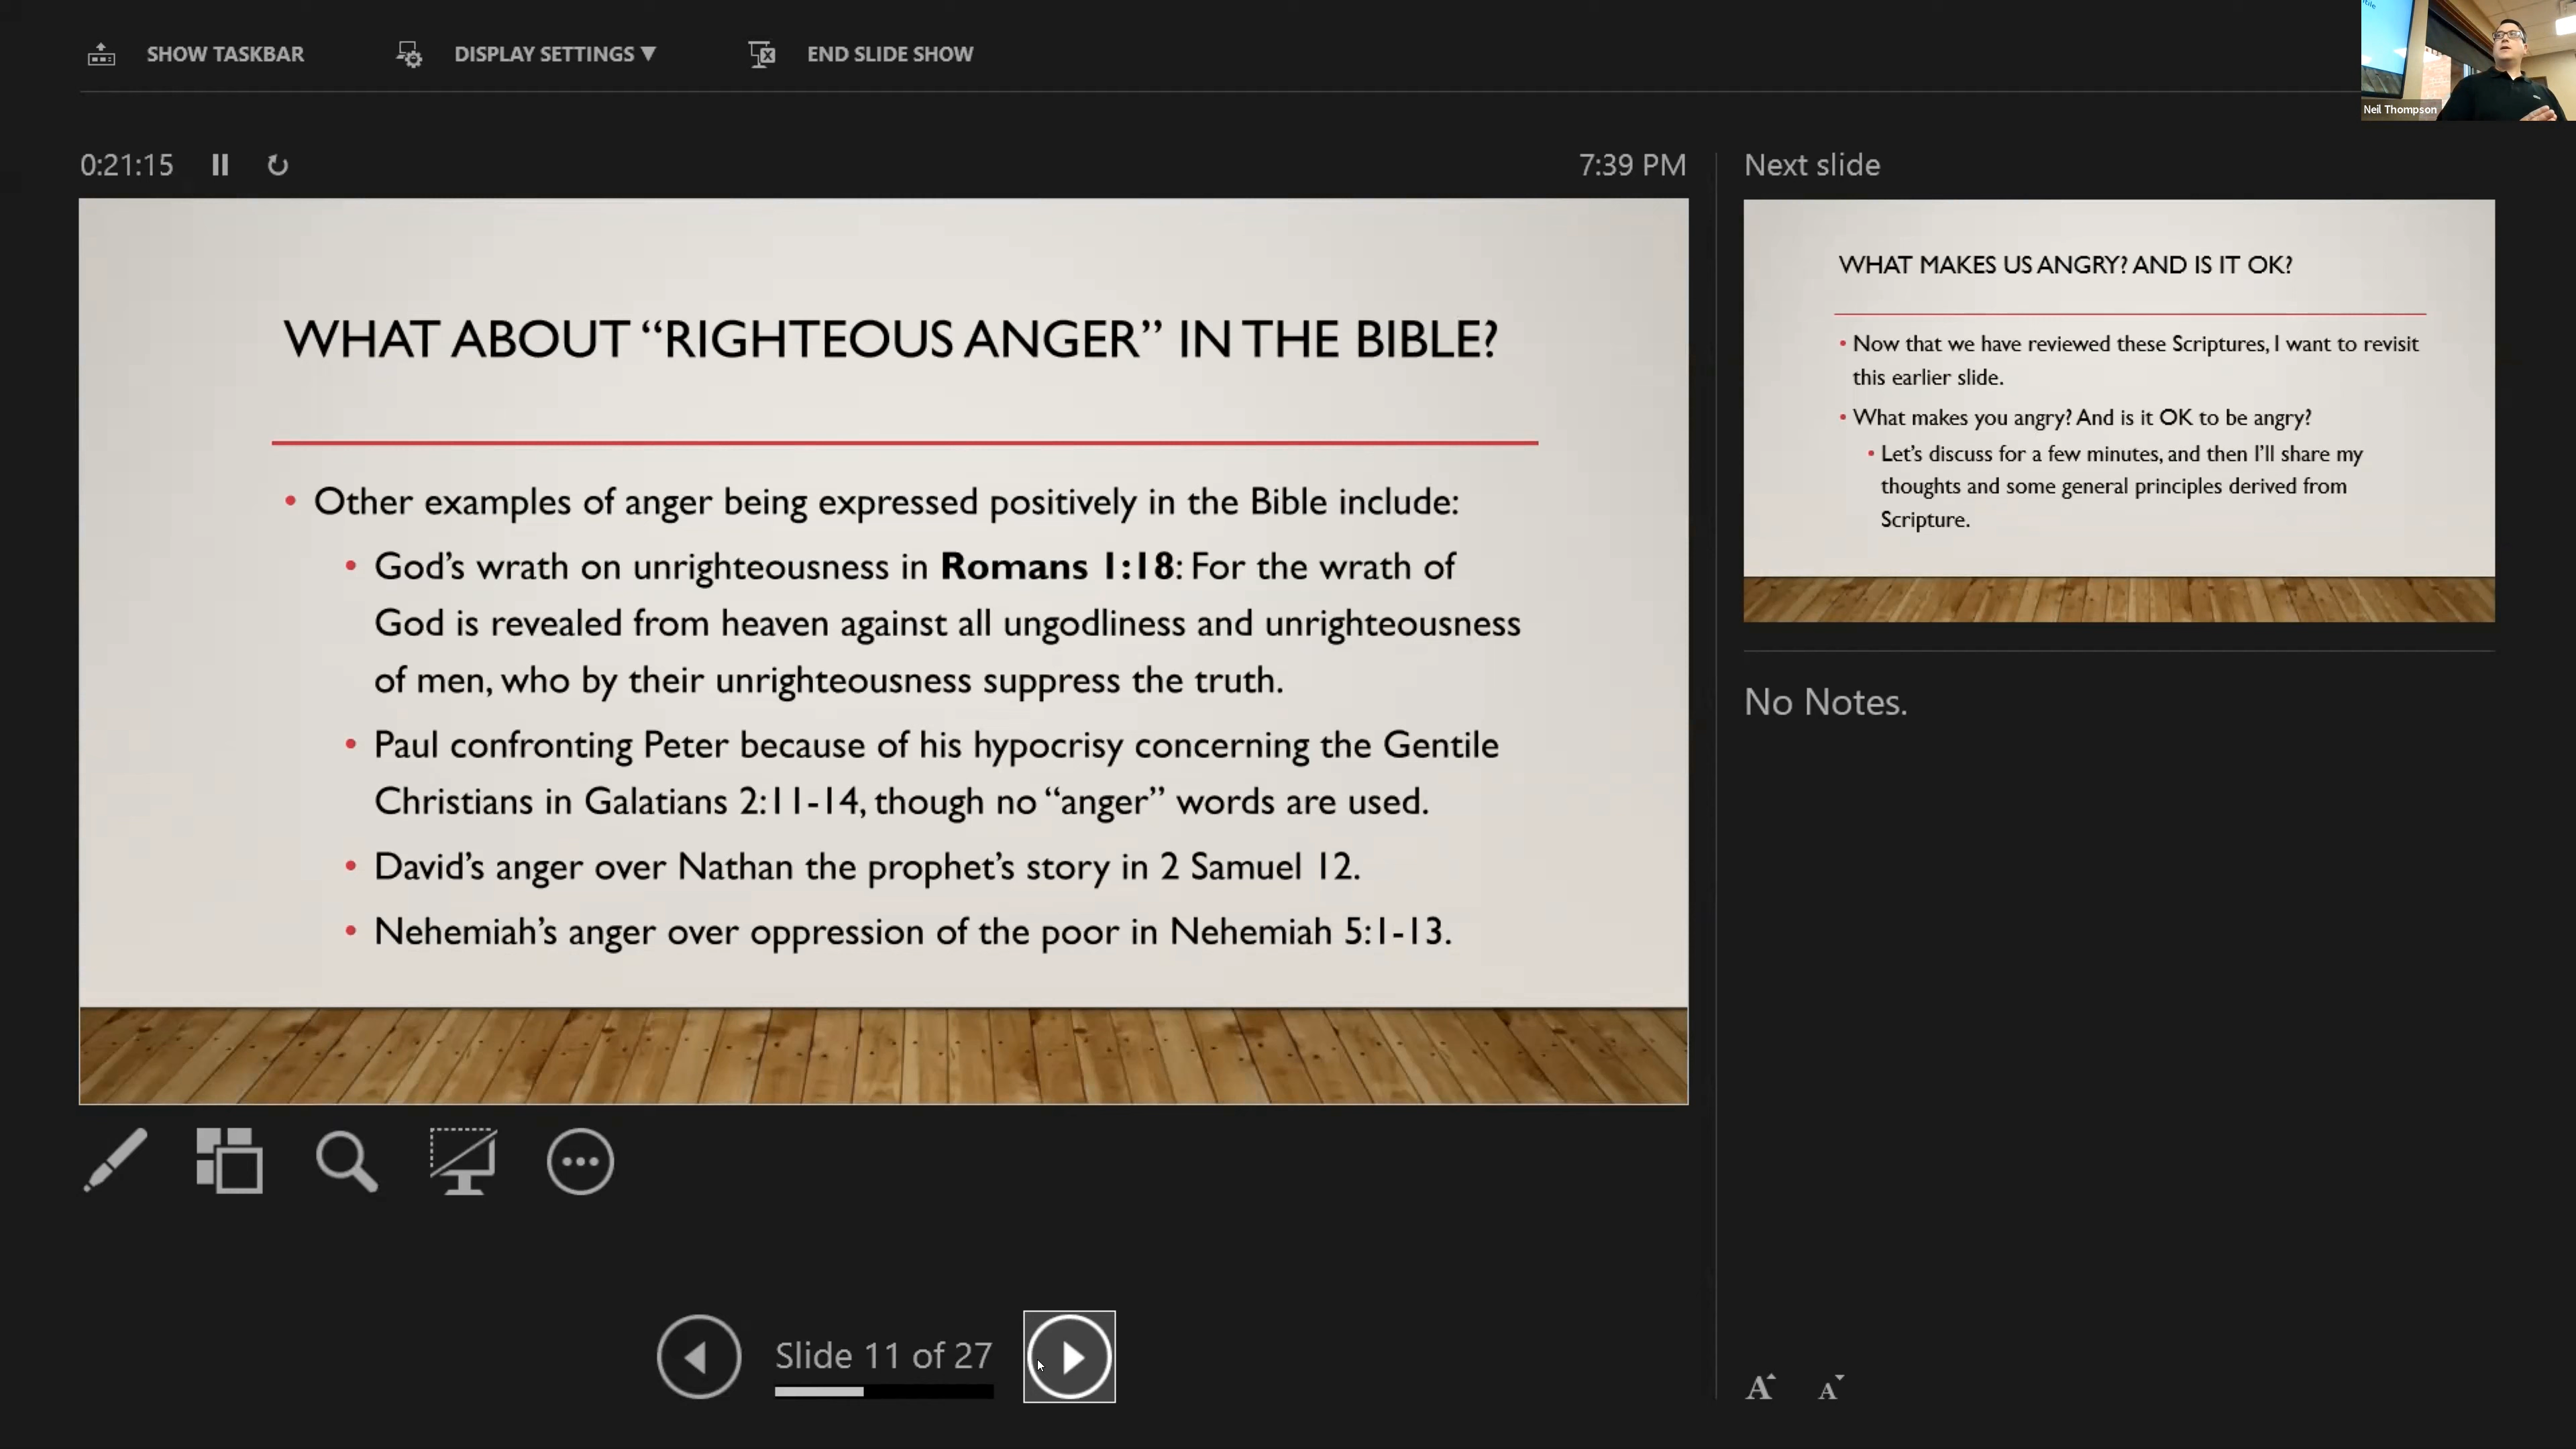 SHOW TASKBAR
DISPLAY SETTINGS ▼
END SLIDE SHOW
Neil Thompson
0:21:15
7:39 PM
WHAT ABOUT “RIGHTEOUS ANGER” IN THE BIBLE?
• Other examples of anger being expressed positively in the Bible include:
• God’s wrath on unrighteousness in Romans 1:18: For the wrath of
God is revealed from heaven against all ungodliness and unrighteousness
of men, who by their unrighteousness suppress the truth.
• Paul confronting Peter because of his hypocrisy concerning the Gentile
Christians in Galatians 2:11-14, though no “anger” words are used.
• David’s anger over Nathan the prophet’s story in 2 Samuel 12.
• Nehemiah’s anger over oppression of the poor in Nehemiah 5:1-13.
Slide 11 of 27
Next slide
WHAT MAKES US ANGRY? AND IS IT OK?
• Now that we have reviewed these Scriptures, I want to revisit
this earlier slide.
• What makes you angry? And is it OK to be angry?
• Let’s discuss for a few minutes, and then I’ll share my
thoughts and some general principles derived from
Scripture.
No Notes.
A A